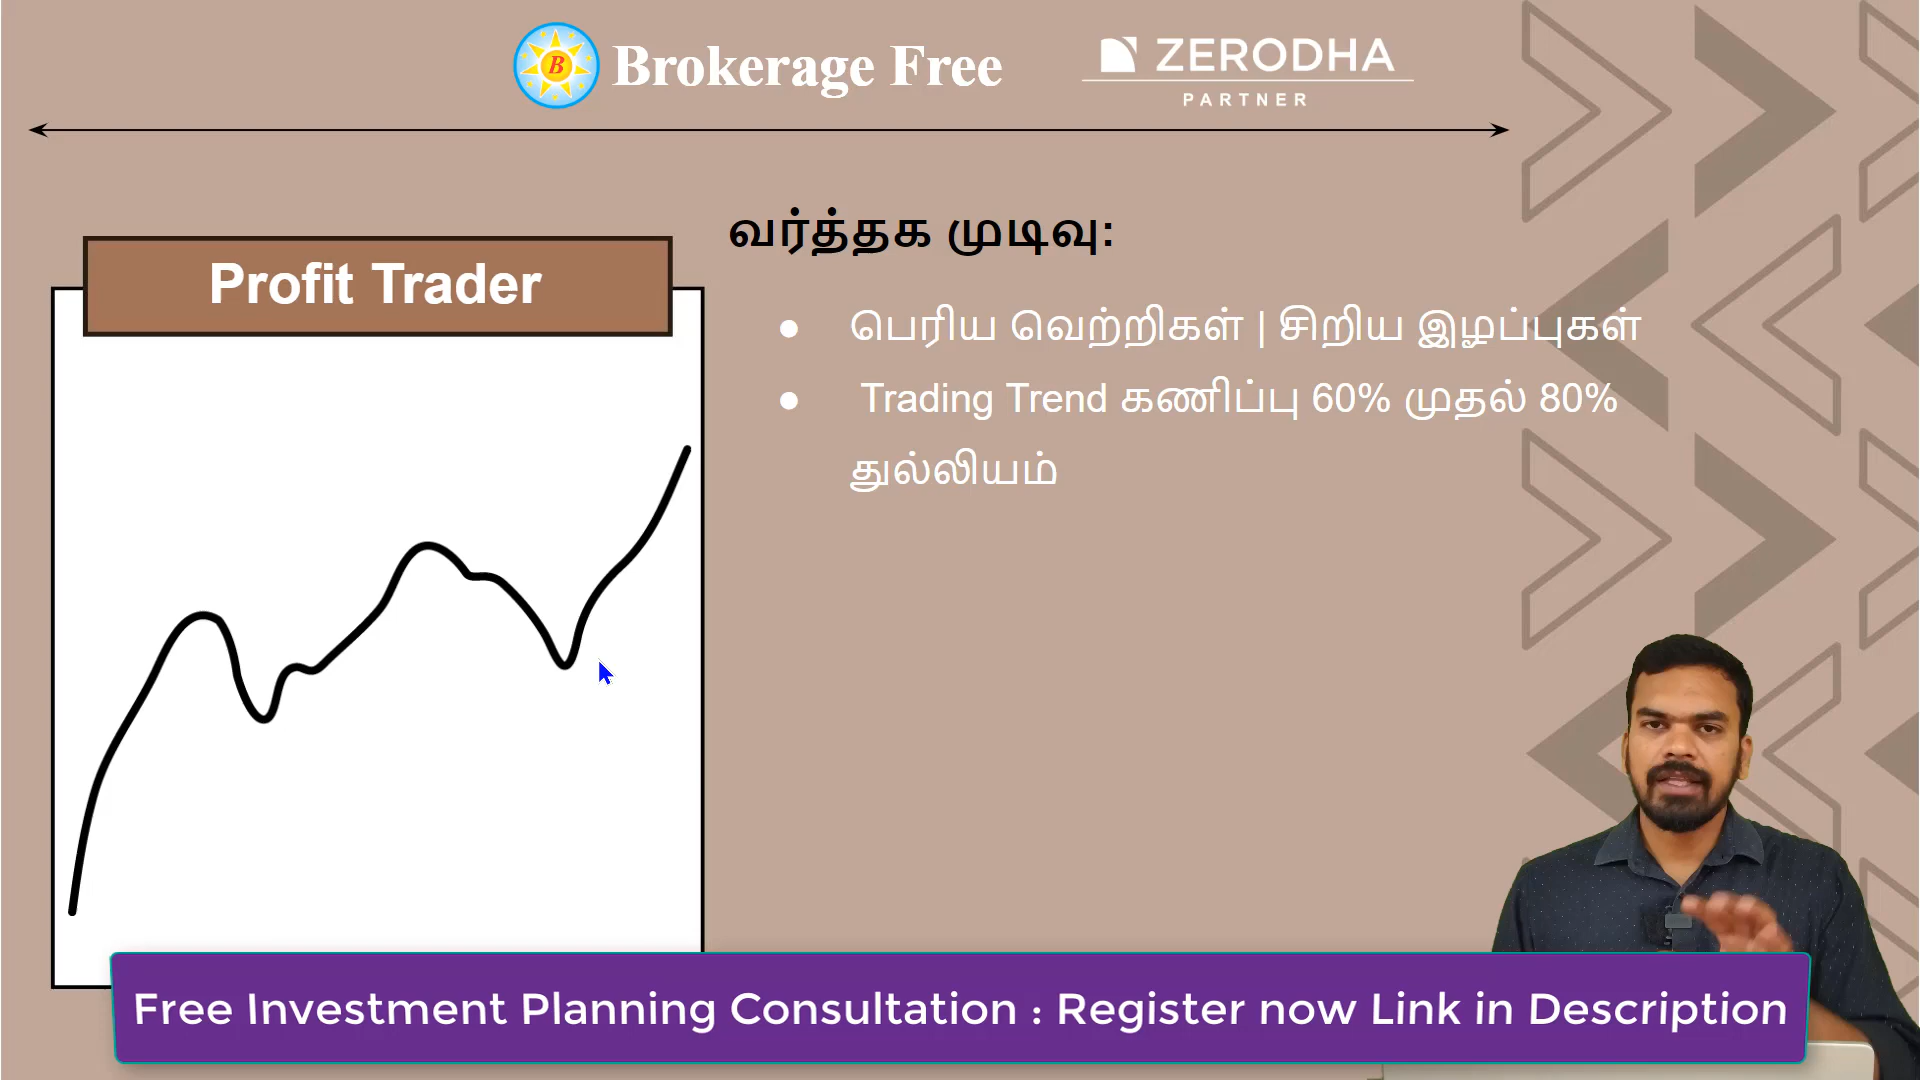 B Brokerage Free
ZERODHA
PARTNER
Profit Trader
வர்த்தக முடிவு:
● பெரிய வெற்றிகள் | சிறிய இழப்புகள்
● Trading Trend கணிப்பு 60% முதல் 80%
துல்லியம்
Free Investment Planning Consultation : Register now Link in Description